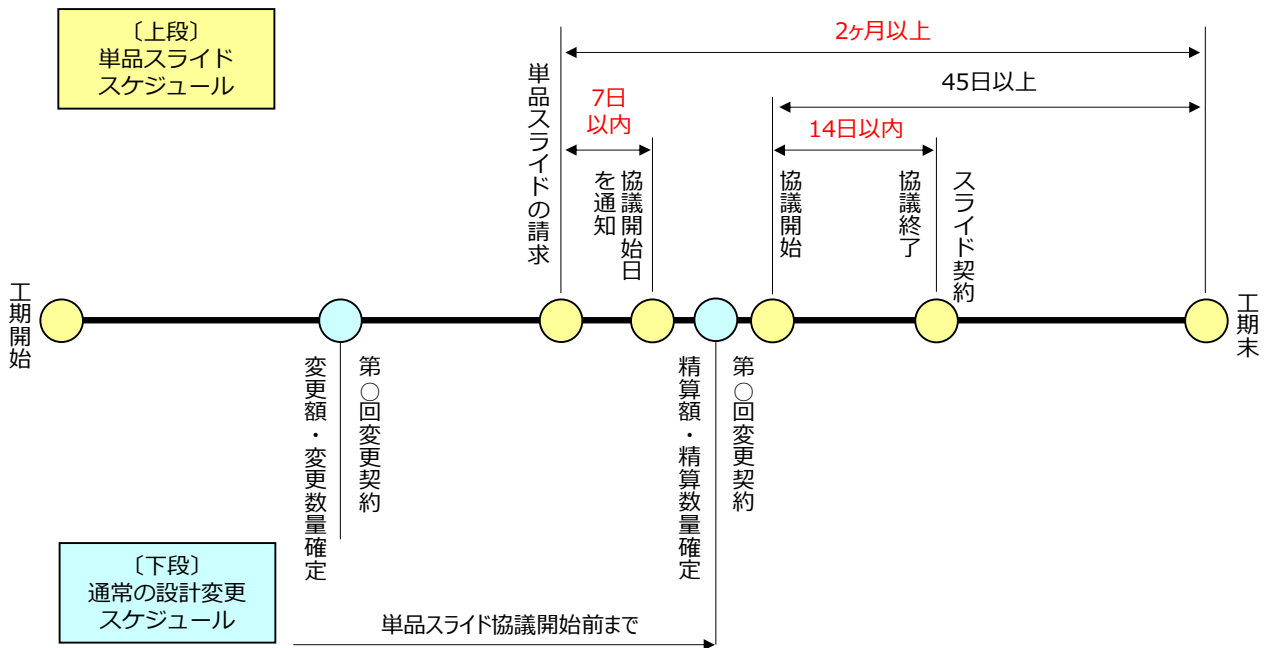 〔上段〕
単品スライド
スケジュール
2ヶ月以上
45日以上
7日
以内
14日以内
単品スライドの請求
協議開始日
を通知
協議開始
協議終了
スライド契約
工期開始
工期末
変更額・変更数量確定
第○回変更契約
精算額・精算数量確定
第○回変更契約
〔下段〕
通常の設計変更
スケジュール
単品スライド協議開始前まで